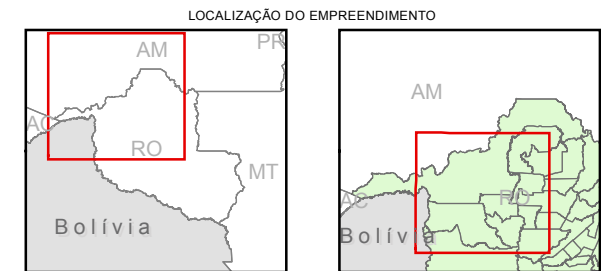 LOCALIZAÇÃO DO EMPREENDIMENTO
AM
PR
AC
RO
MT
Bolívia
AM
AC
RO
Bolívia